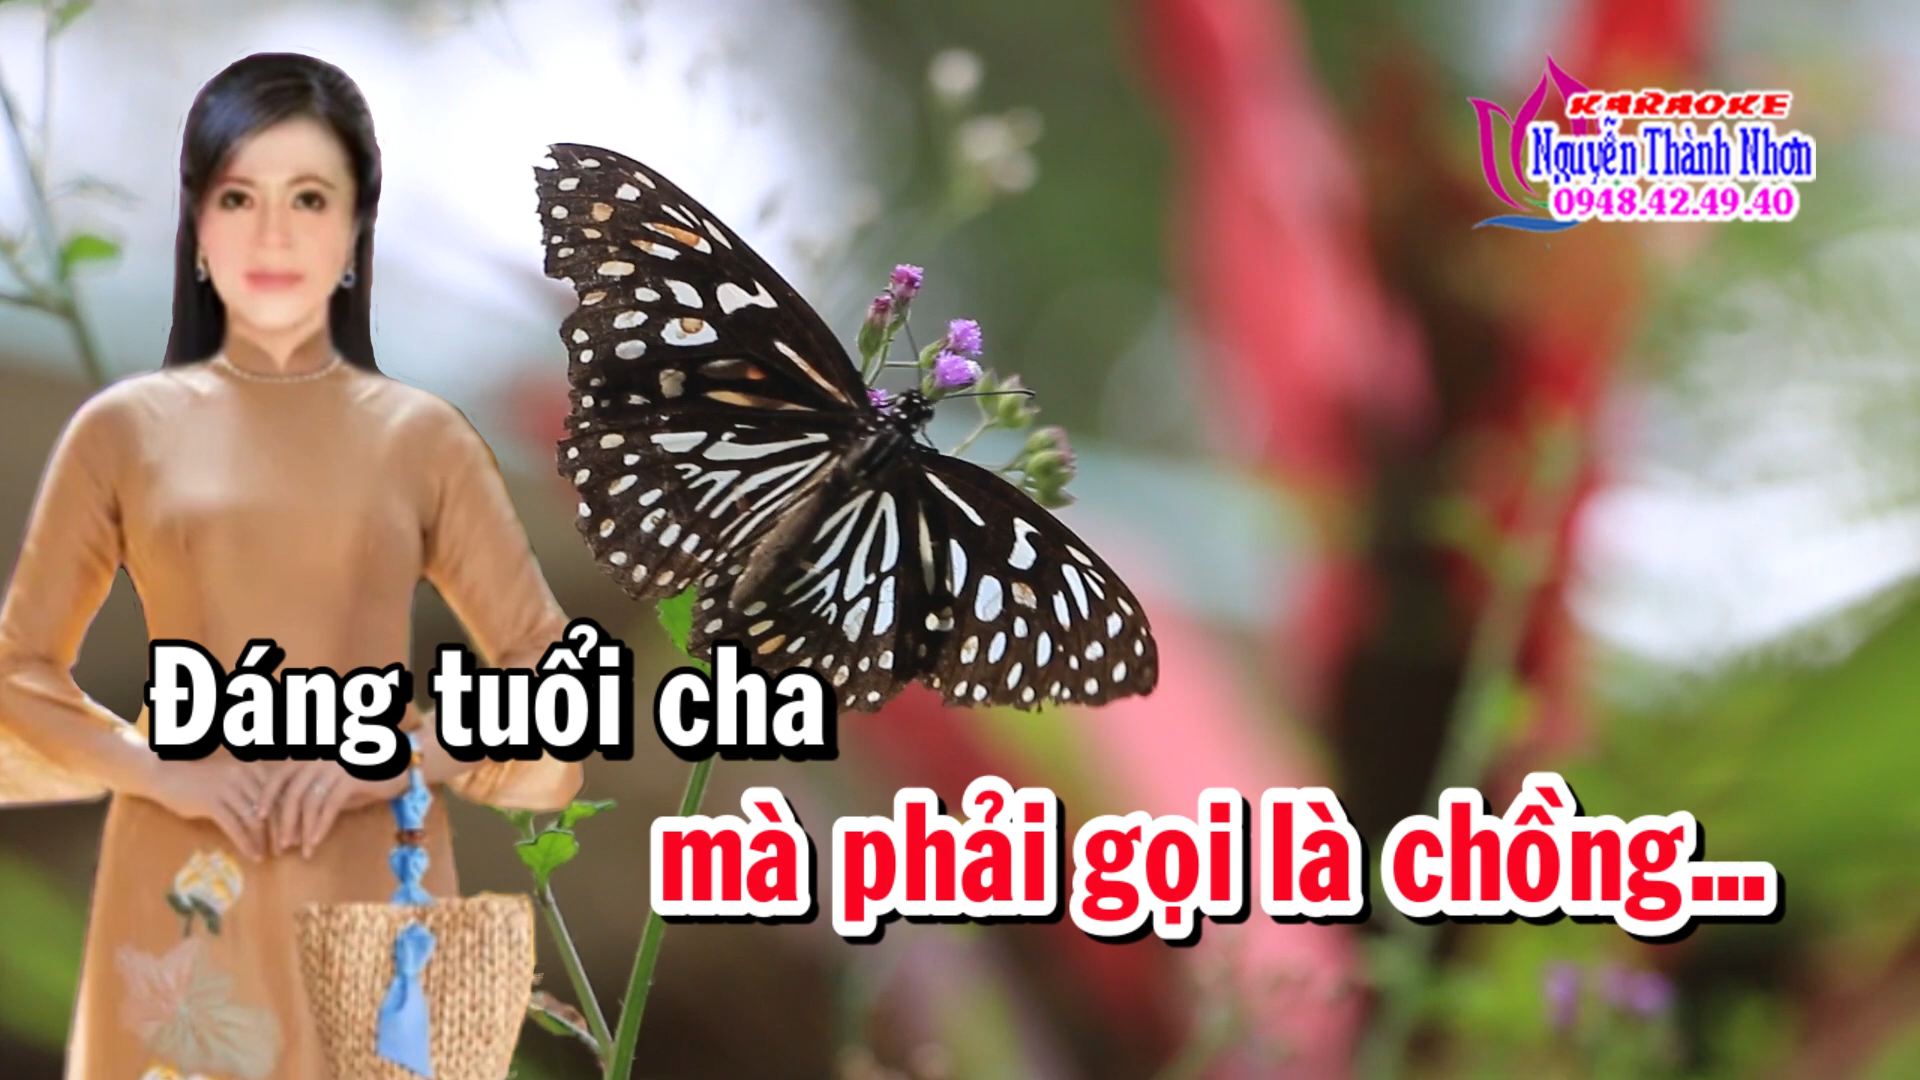 KARAOKE
Nguyễn Thành Nhơn
0948.42.49.40
Đáng tuổi cha
mà phải gọi là chồng...